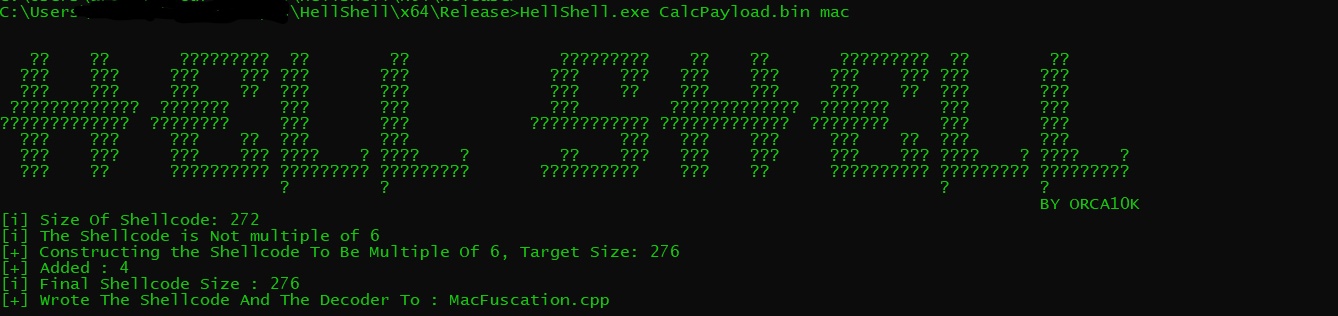 C:\Users\ \HellShell\x64\Release>HellShell.exe CalcPayload.bin mac
HELL SHELL
BY ORCA10K
[i] Size Of Shellcode: 272
[i] The Shellcode is Not multiple of 6
[+] Constructing the Shellcode To Be Multiple Of 6, Target Size: 276
[+] Added : 4
[i] Final Shellcode Size : 276
[+] Wrote The Shellcode And The Decoder To : MacFuscation.cpp